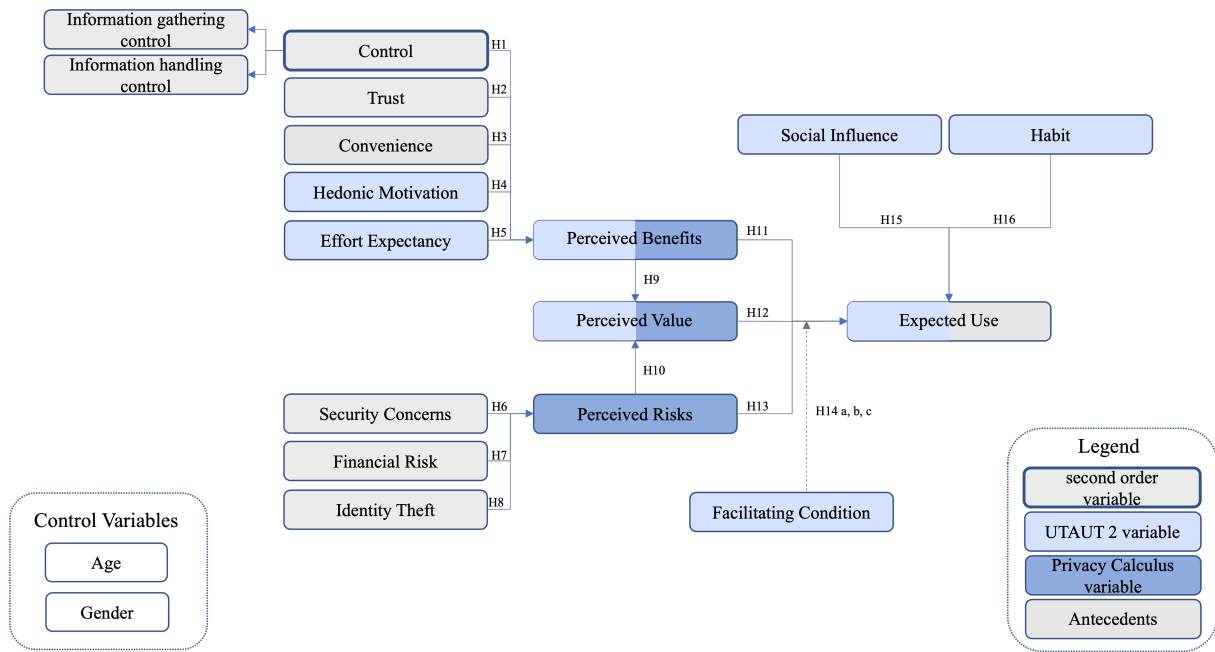 Information gathering
control
Information handling
control
Control
H1
Trust
H2
Convenience
H3
Hedonic Motivation
H4
Effort Expectancy
H5
Social Influence
Habit
H15
H16
Perceived Benefits
H11
H9
Perceived Value
H12
Expected Use
H10
Security Concerns
H6
Perceived Risks
H13
H14 a, b, c
Financial Risk
H7
Identity Theft
H8
Facilitating Condition
Control Variables
Age
Gender
Legend
second order
variable
UTAUT 2 variable
Privacy Calculus
variable
Antecedents